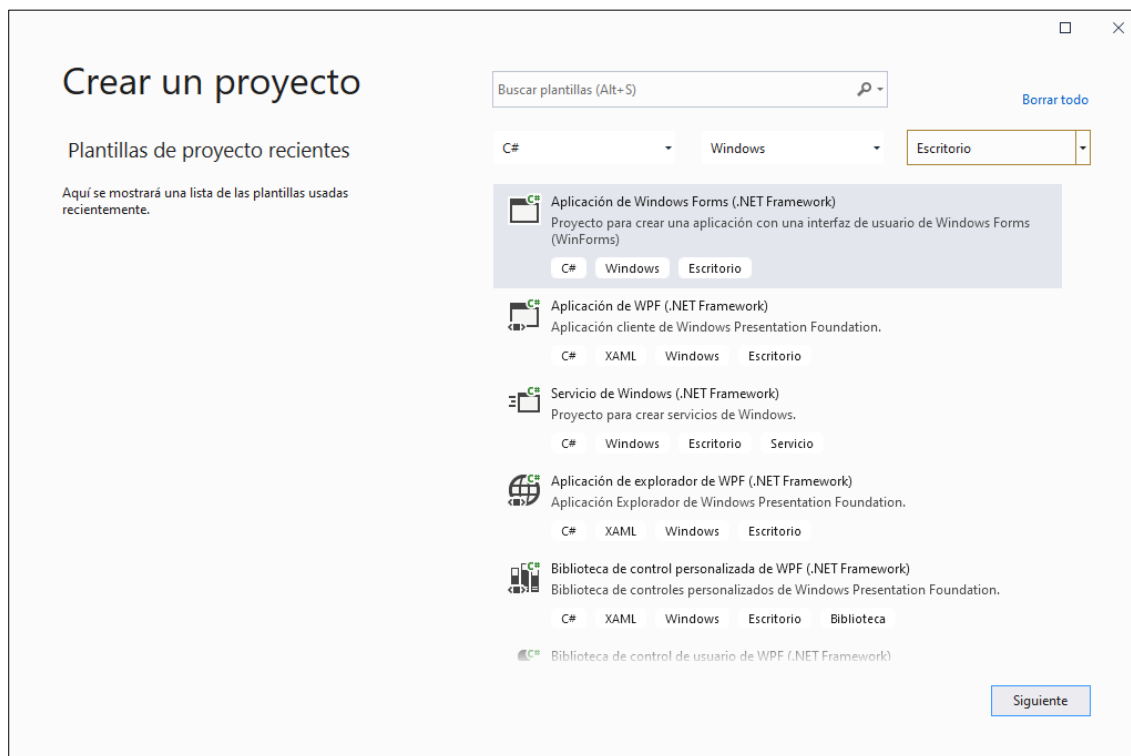 Crear un proyecto
Buscar plantillas (Alt+S)
Borrar todo
Plantillas de proyecto recientes
C#
Windows
Escritorio
Aquí se mostrará una lista de las plantillas usadas
recientemente.
C#
Aplicación de Windows Forms (.NET Framework)
Proyecto para crear una aplicación con una interfaz de usuario de Windows Forms
(WinForms)
C# Windows Escritorio
C#
Aplicación de WPF (.NET Framework)
Aplicación cliente de Windows Presentation Foundation.
C# XAML Windows Escritorio
C#
Servicio de Windows (.NET Framework)
Proyecto para crear servicios de Windows.
C# Windows Escritorio Servicio
C#
Aplicación de explorador de WPF (.NET Framework)
Aplicación Explorador de Windows Presentation Foundation.
C# XAML Windows Escritorio
C#
Biblioteca de control personalizada de WPF (.NET Framework)
Biblioteca de controles personalizados de Windows Presentation Foundation.
C# XAML Windows Escritorio Biblioteca
C#
Biblioteca de control de usuario de WPF (.NET Framework)
Siguiente